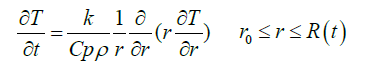 ∂T/∂t = k/(Cpρ) 1/r ∂/∂r (r ∂T/∂r)   r₀ ≤ r ≤ R(t)